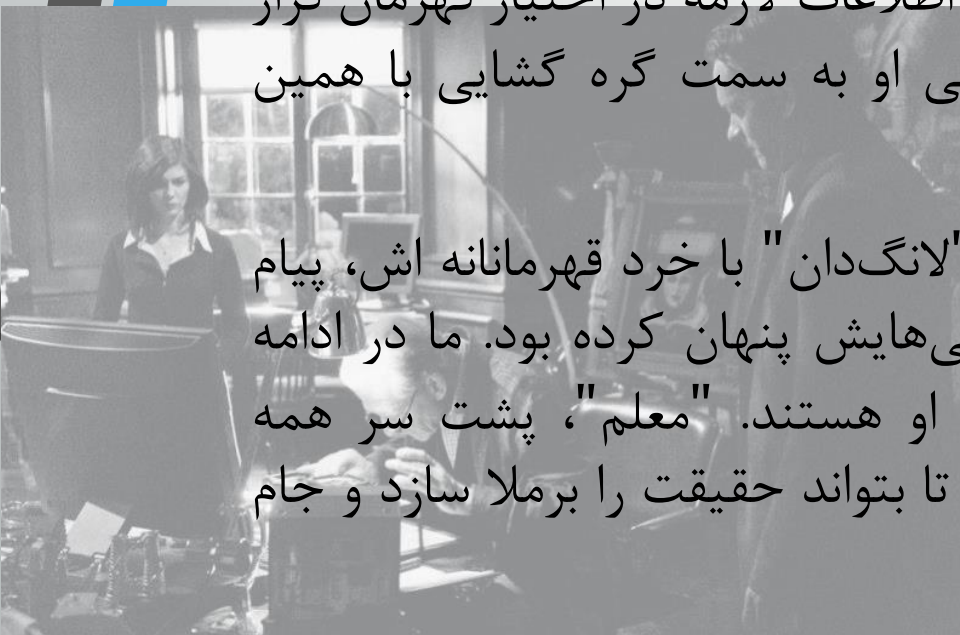 اطلاعات لازمه در اختیار قهرمان قرار
ی او به سمت گره گشایی با همین
"لانگ‌دان" با خرد قهرمانانه اش، پیام
ی‌هایش پنهان کرده بود. ما در ادامه
او هستند. "معلم"، پشت سر همه
تا بتواند حقیقت را برملا سازد و جام